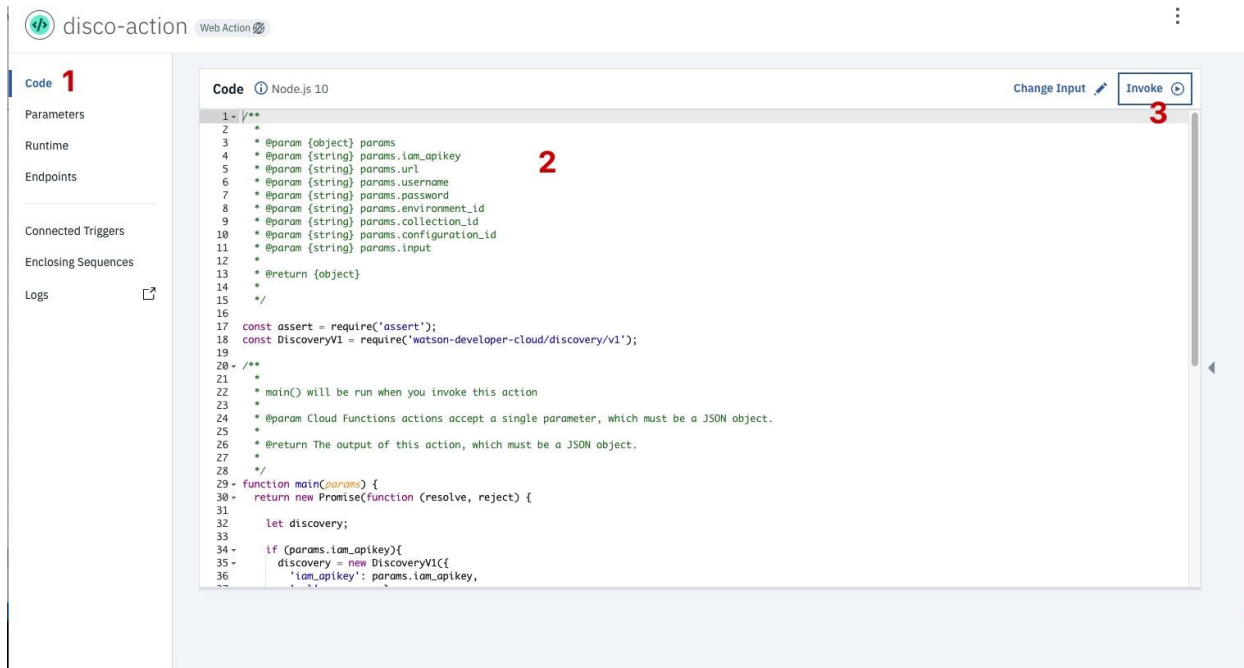 disco-action Web Action
Code 1
Parameters
Runtime
Endpoints
Connected Triggers
Enclosing Sequences
Logs
Code Node.js 10 Change Input Invoke
3
2
1 /**
2 *
3 * @param {object} params
4 * @param {string} params.iam_apikey
5 * @param {string} params.url
6 * @param {string} params.username
7 * @param {string} params.password
8 * @param {string} params.environment_id
9 * @param {string} params.collection_id
10 * @param {string} params.configuration_id
11 * @param {string} params.input
12 *
13 * @return {object}
14 *
15 */
16
17 const assert = require('assert');
18 const DiscoveryV1 = require('watson-developer-cloud/discovery/v1');
19
20 /**
21 *
22 * main() will be run when you invoke this action
23 *
24 * @param Cloud Functions actions accept a single parameter, which must be a JSON object.
25 *
26 * @return The output of this action, which must be a JSON object.
27 *
28 */
29 function main(params) {
30 return new Promise(function (resolve, reject) {
31
32 let discovery;
33
34 if (params.iam_apikey){
35 discovery = new DiscoveryV1({
36 'iam_apikey': params.iam_apikey,